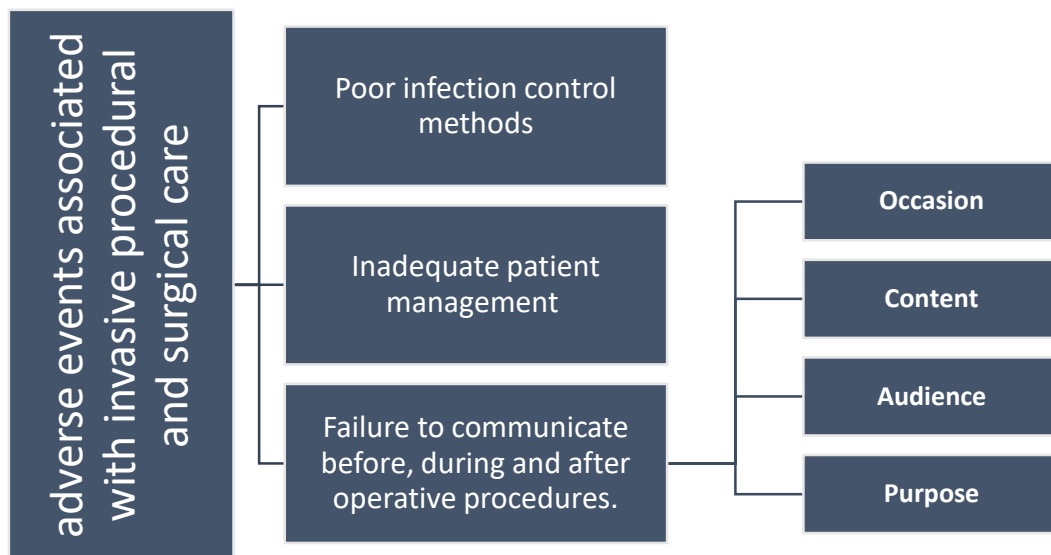 adverse events associated
with invasive procedural
and surgical care
Poor infection control
methods
Inadequate patient
management
Failure to communicate
before, during and after
operative procedures.
Occasion
Content
Audience
Purpose